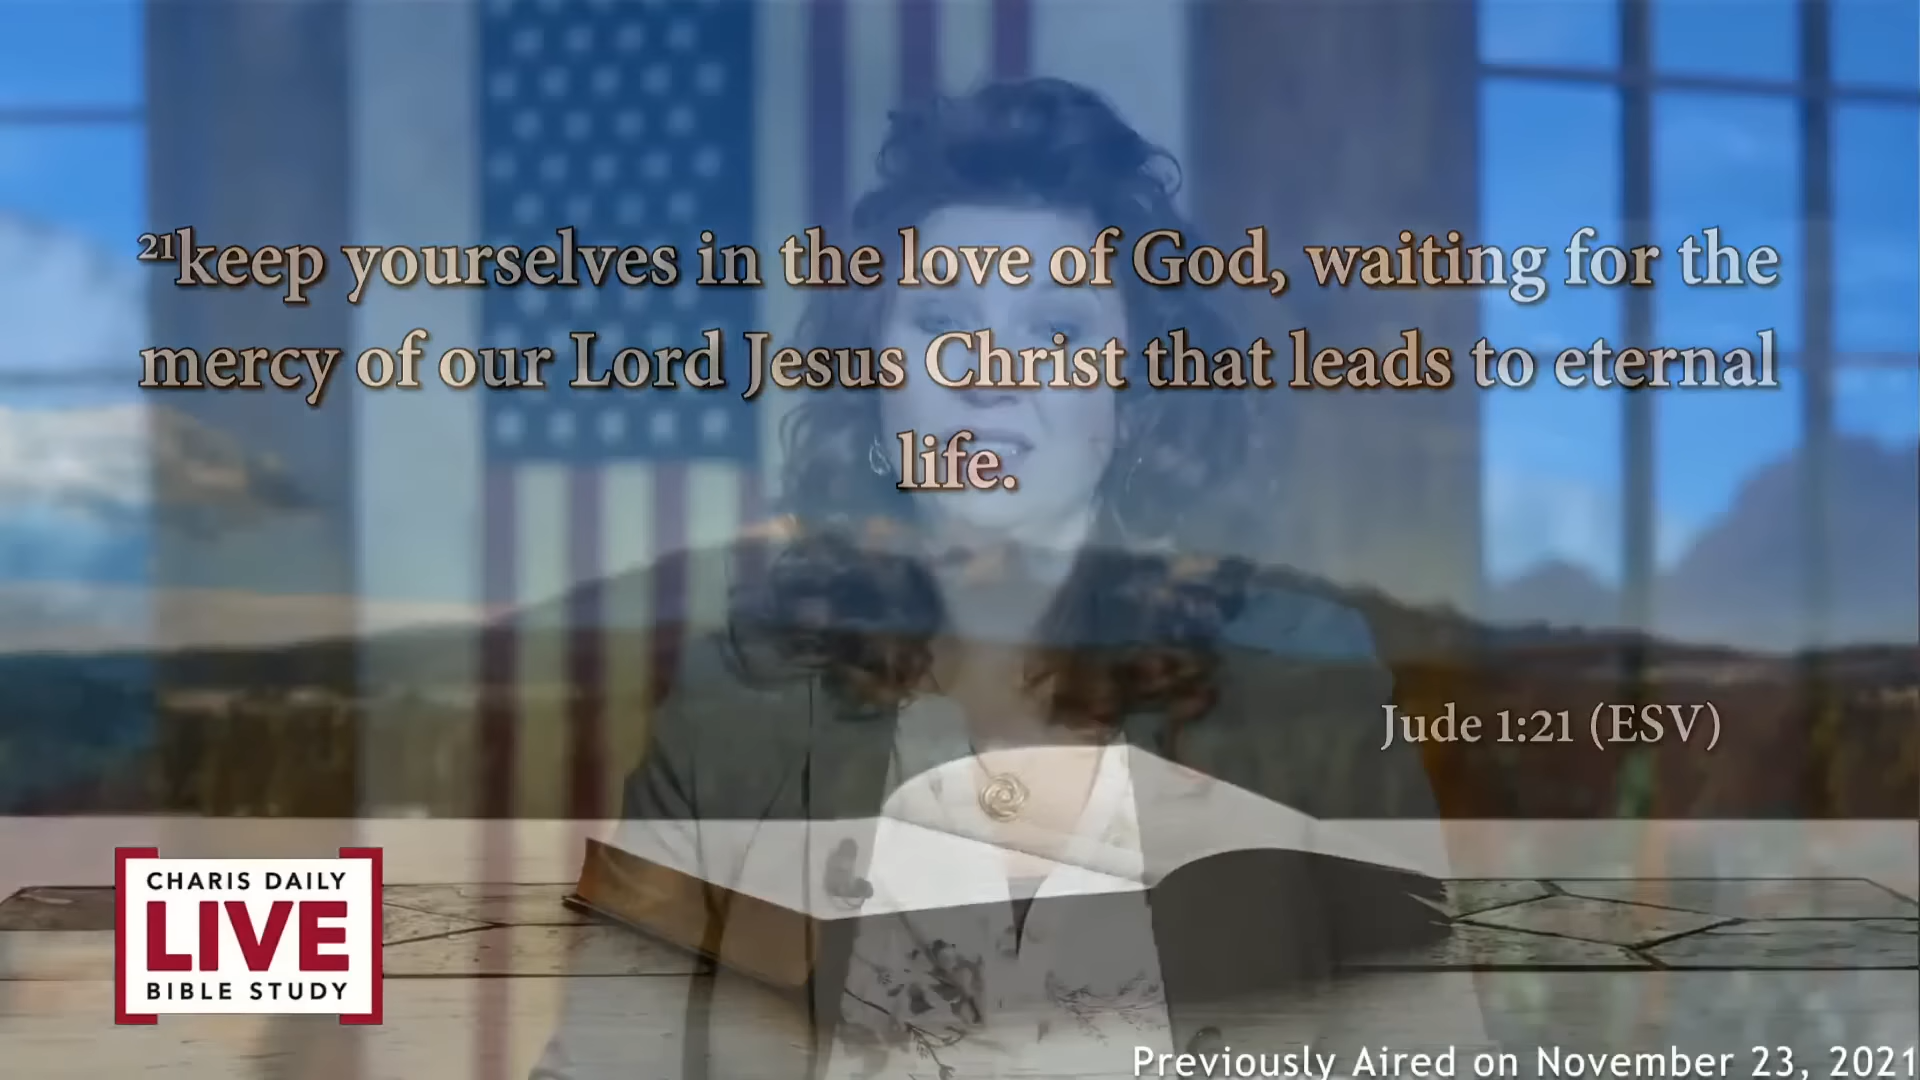 ²¹keep yourselves in the love of God, waiting for the
mercy of our Lord Jesus Christ that leads to eternal
life.
Jude 1:21 (ESV)
CHARIS DAILY
LIVE
BIBLE STUDY
Previously Aired on November 23, 2021